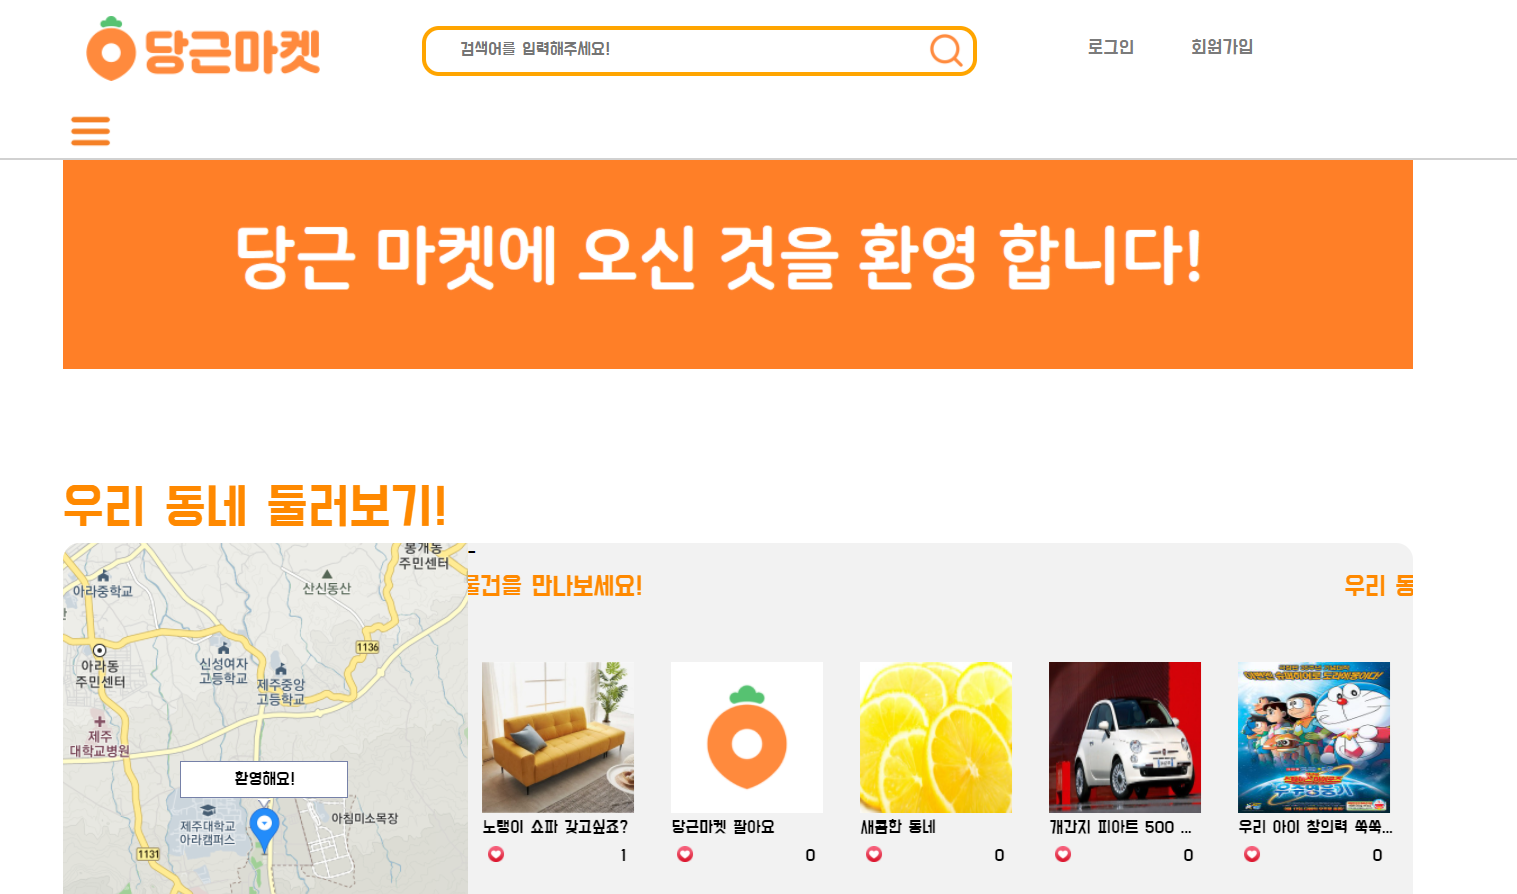 당근마켓
검색어를 입력해주세요!
로그인
회원가입
당근 마켓에 오신 것을 환영 합니다!
우리 동네 둘러보기!
봉개동
주민센터
아라중학교
산신동산
1136
아라동
주민센터
신성여자
고등학교
제주중앙
고등학교
제주
대학교병원
환영해요!
제주대학교
아라캠퍼스
아침미소목장
1131
물건을 만나보세요!
우리 동
노랭이 쇼파 갖고싶죠?
당근마켓 팔아요
새콤한 동네
개간지 피아트 500 ...
우리 아이 창의력 쑥쑥...
1
0
0
0
0